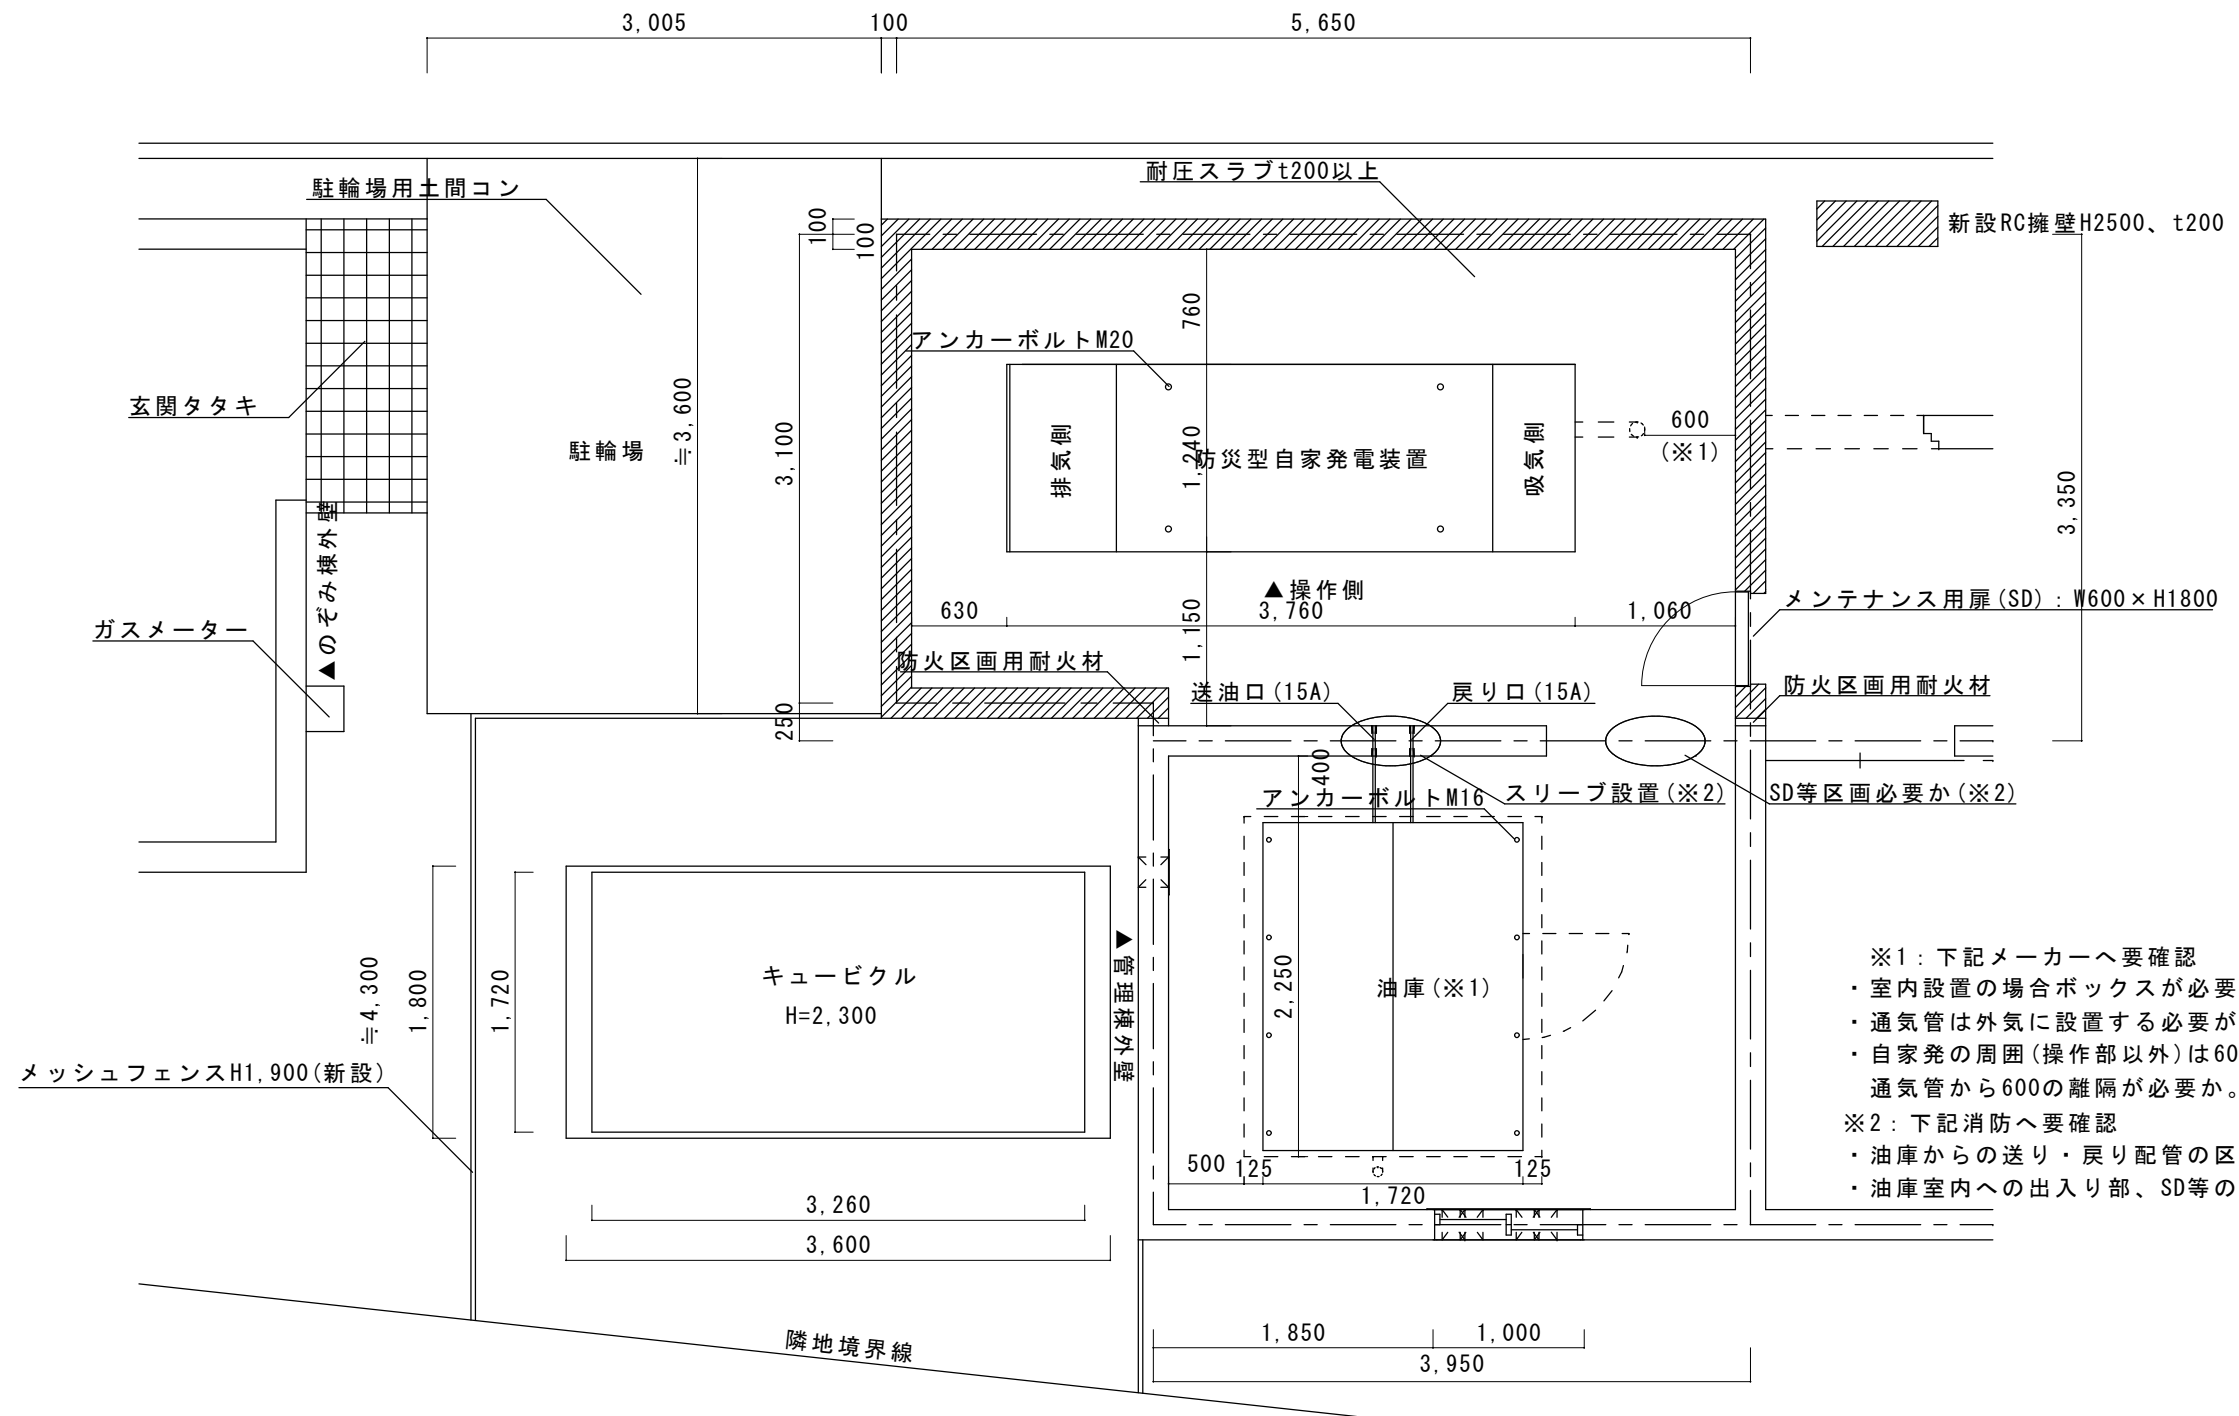 3,005
100
5,650
駐輪場用土間コン
耐圧スラブt200以上
新設RC擁壁H2500、t200
100
100
760
アンカーボルトM20
玄関タタキ
駐輪場
≒3,600
3,100
排気側
1,240
防災型自家発電装置
吸気側
600
(※1)
3,350
▲のぞみ棟外壁
▲操作側
630
3,760
1,060
メンテナンス用扉(SD):W600×H1800
ガスメーター
1,150
防火区画用耐火材
送油口(15A)
戻り口(15A)
防火区画用耐火材
250
400
アンカーボルトM16
スリーブ設置(※2)
SD等区画必要か(※2)
≒4,300
1,800
1,720
キュービクル
H=2,300
▲管理棟外壁
2,250
油庫(※1)
メッシュフェンスH1,900(新設)
※1:下記メーカーへ要確認
・室内設置の場合ボックスが必要
・通気管は外気に設置する必要が
・自家発の周囲(操作部以外)は60
通気管から600の離隔が必要か。
※2:下記消防へ要確認
・油庫からの送り・戻り配管の区
・油庫室内への出入り部、SD等の
500
125
125
1,720
3,260
3,600
隣地境界線
1,850
1,000
3,950